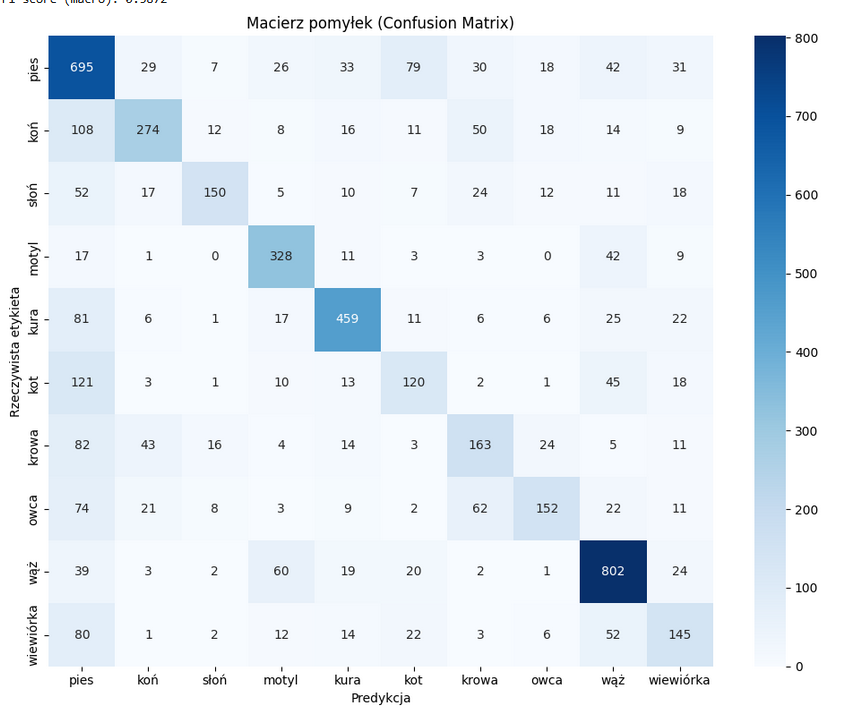 Macierz pomyłek (Confusion Matrix)
pies 695 29 7 26 33 79 30 18 42 31
koń 108 274 12 8 16 11 50 18 14 9
słoń 52 17 150 5 10 7 24 12 11 18
motyl 17 1 0 328 11 3 3 0 42 9
kura 81 6 1 17 459 11 6 6 25 22
kot 121 3 1 10 13 120 2 1 45 18
krowa 82 43 16 4 14 3 163 24 5 11
owca 74 21 8 3 9 2 62 152 22 11
wąż 39 3 2 60 19 20 2 1 802 24
wiewiórka 80 1 2 12 14 22 3 6 52 145
pies koń słoń motyl kura kot krowa owca wąż wiewiórka
Predykcja
Rzeczywista etykieta
800
700
600
500
400
300
200
100
0